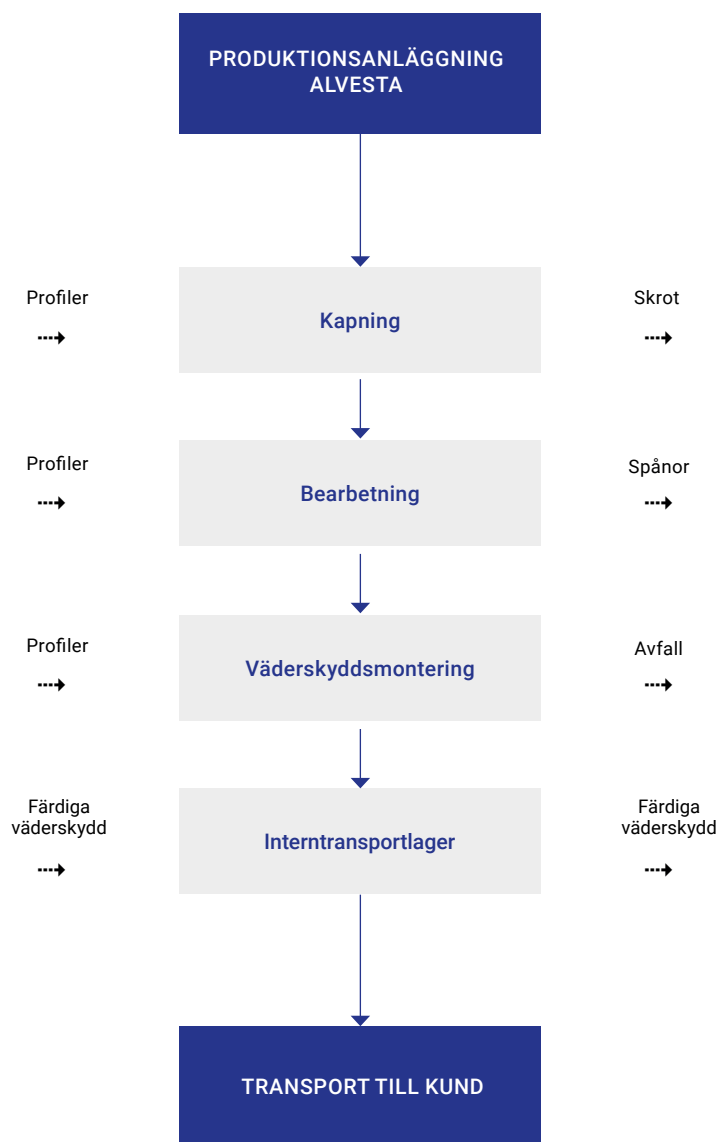 PRODUKTIONSANLÄGGNING
ALVESTA
Profiler
Kapning
Skrot
Profiler
Bearbetning
Spånor
Profiler
Väderskyddsmontering
Avfall
Färdiga
väderskydd
Interntransportlager
Färdiga
väderskydd
TRANSPORT TILL KUND